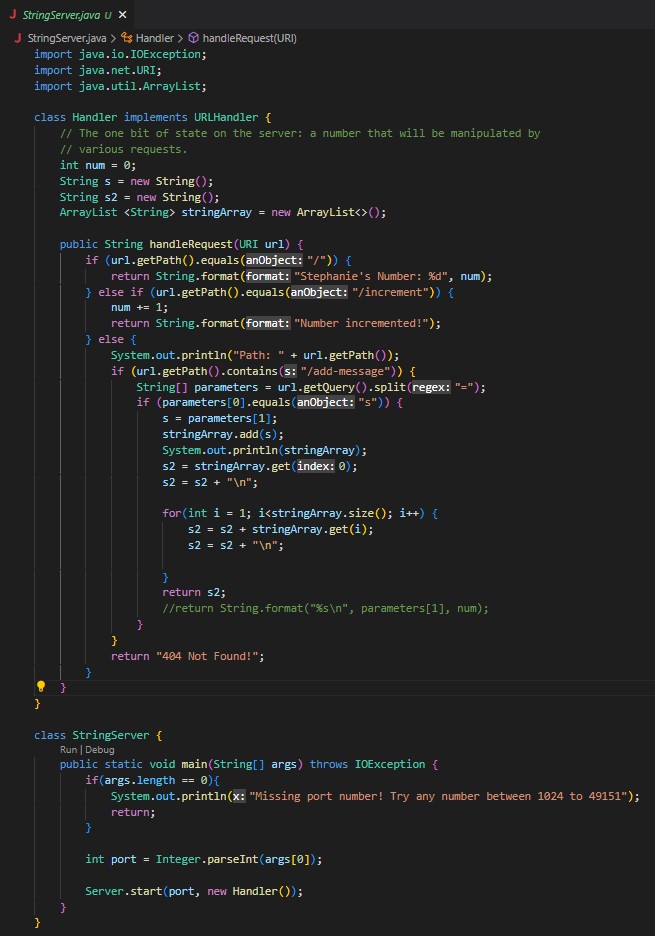 StringServer.java U ×
StringServer.java > Handler > handleRequest(URI)
import java.io.IOException;
import java.net.URI;
import java.util.ArrayList;
class Handler implements URLHandler {
// The one bit of state on the server: a number that will be manipulated by
// various requests.
int num = 0;
String s = new String();
String s2 = new String();
ArrayList <String> stringArray = new ArrayList<>();
public String handleRequest(URI url) {
if (url.getPath().equals(anObject: "/")) {
return String.format(format: "Stephanie's Number: %d", num);
} else if (url.getPath().equals(anObject: "/increment")) {
num += 1;
return String.format(format: "Number incremented!");
} else {
System.out.println("Path: " + url.getPath());
if (url.getPath().contains(s: "/add-message")) {
String[] parameters = url.getQuery().split(regex: "=");
if (parameters[0].equals(anObject: "s")) {
s = parameters[1];
stringArray.add(s);
System.out.println(stringArray);
s2 = stringArray.get(index: 0);
s2 = s2 + "\n";
for(int i = 1; i<stringArray.size(); i++) {
s2 = s2 + stringArray.get(i);
s2 = s2 + "\n";
}
return s2;
//return String.format("%s\n", parameters[1], num);
}
}
return "404 Not Found!";
}
}
}
class StringServer {
Run | Debug
public static void main(String[] args) throws IOException {
if(args.length == 0){
System.out.println(x: "Missing port number! Try any number between 1024 to 49151");
return;
}
int port = Integer.parseInt(args[0]);
Server.start(port, new Handler());
}
}